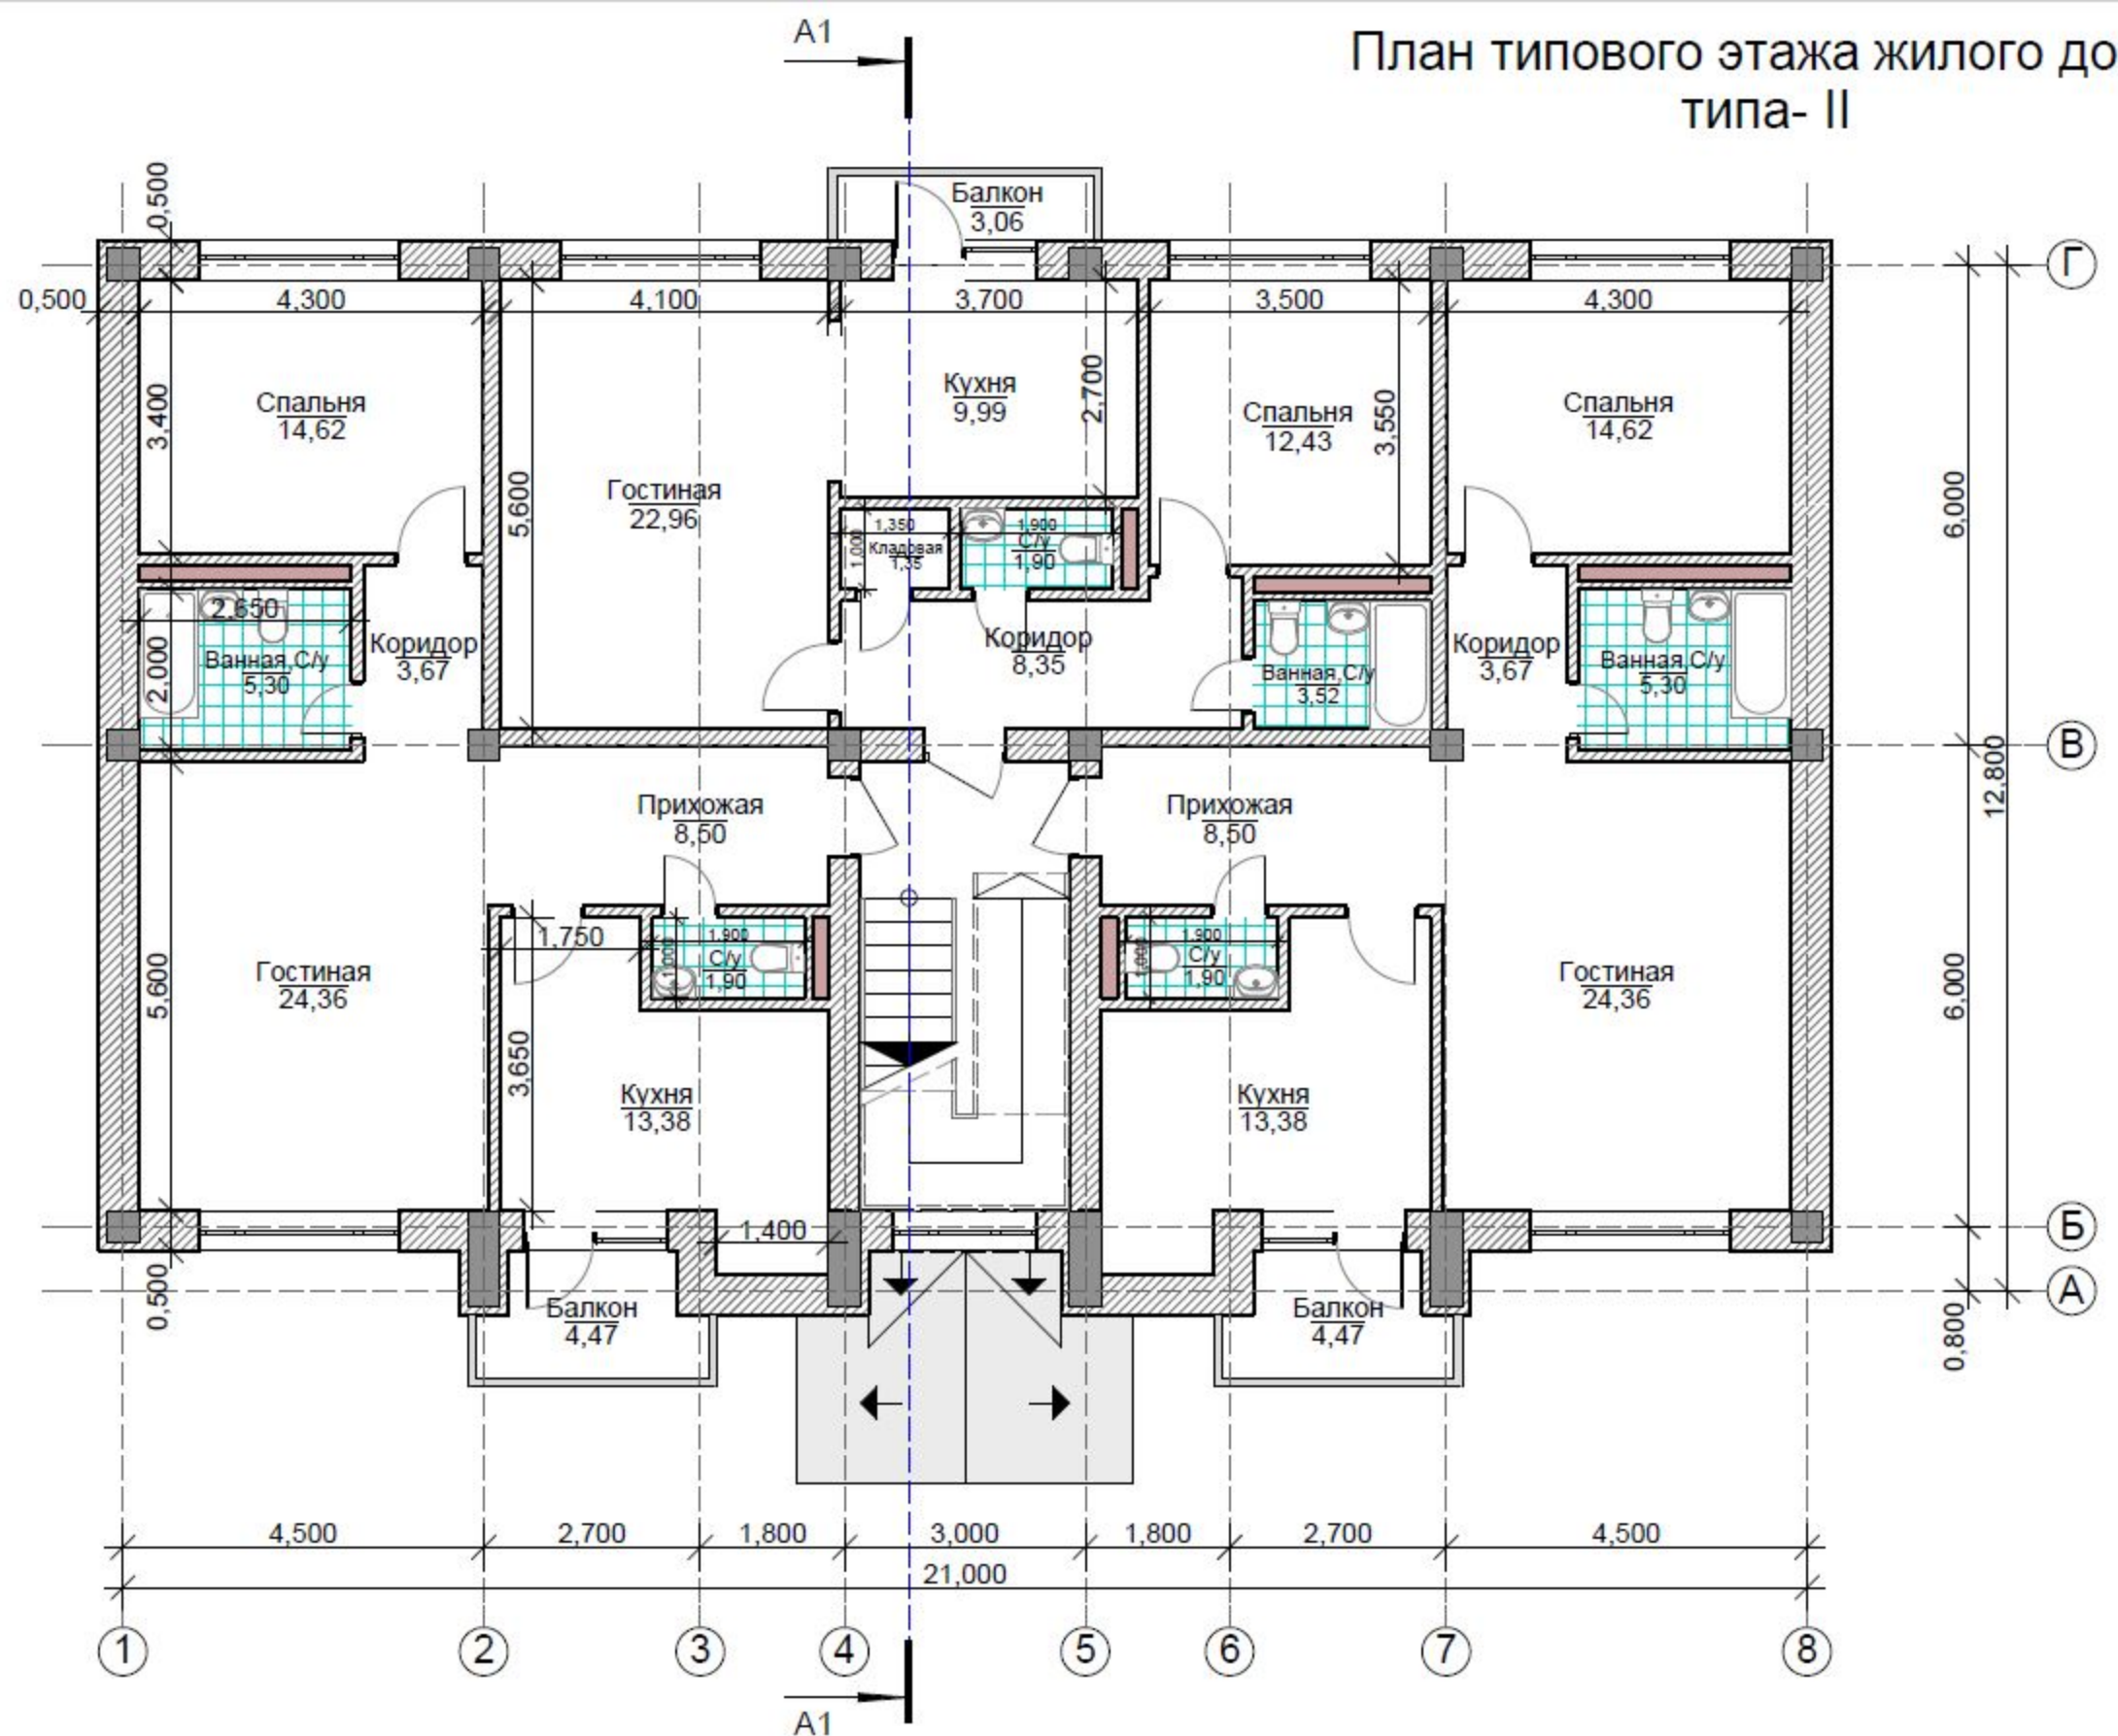 А1
План типового этажа жилого до
типа- II
Балкон
3,06
0,500
Г
0,500
4,300
4,100
3,700
3,500
4,300
3,400
Спальня
14,62
5,600
Гостиная
22,96
Кухня
9,99
2,700
Спальня
12,43
3,550
Спальня
14,62
6,000
1,350
1,000
Кладовая
1,35
1,900
С/у
1,90
2,650
2,000
Ванная,С/у
5,30
Коридор
3,67
Коридор
8,35
Ванная,С/у
3,52
Коридор
3,67
Ванная,С/у
5,30
В
12,800
Прихожая
8,50
Прихожая
8,50
1,750
1,900
1,000
С/у
1,90
1,900
1,000
С/у
1,90
5,600
Гостиная
24,36
3,650
Кухня
13,38
Кухня
13,38
Гостиная
24,36
6,000
1,400
Б
0,500
Балкон
4,47
Балкон
4,47
А
0,800
4,500
2,700
1,800
3,000
1,800
2,700
4,500
21,000
1
2
3
4
5
6
7
8
А1